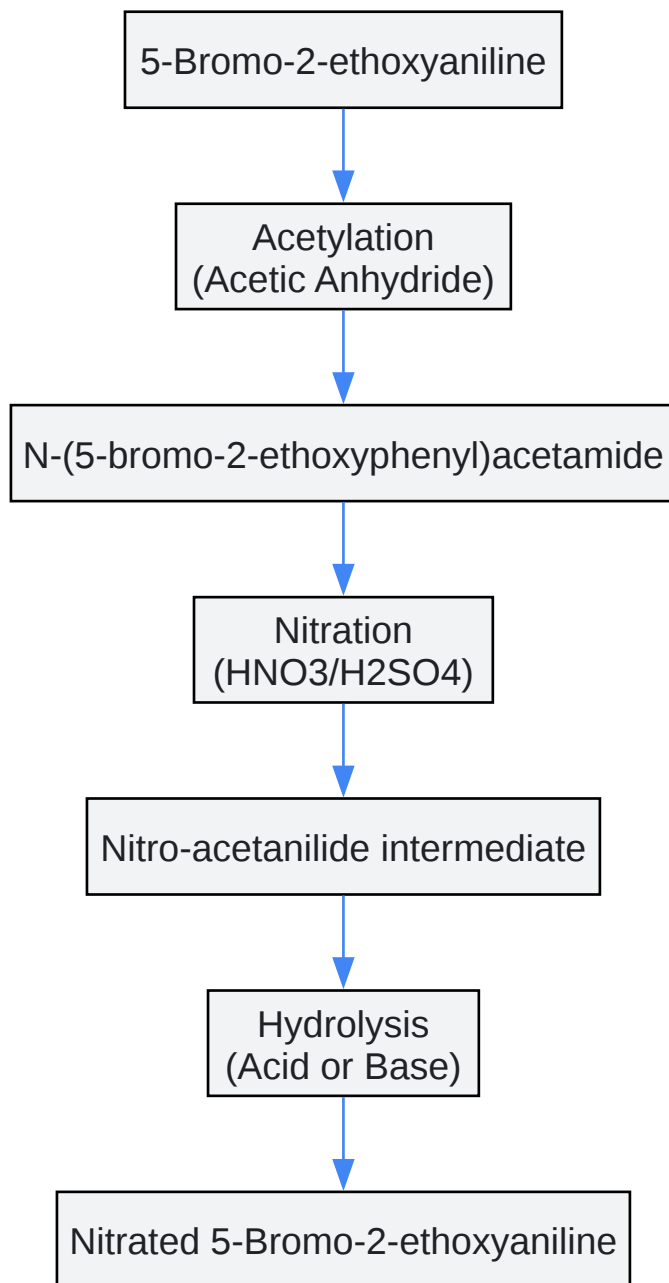 5-Bromo-2-ethoxyaniline
Acetylation
(Acetic Anhydride)
N-(5-bromo-2-ethoxyphenyl)acetamide
Nitration
(HNO3/H2SO4)
Nitro-acetanilide intermediate
Hydrolysis
(Acid or Base)
Nitrated 5-Bromo-2-ethoxyaniline